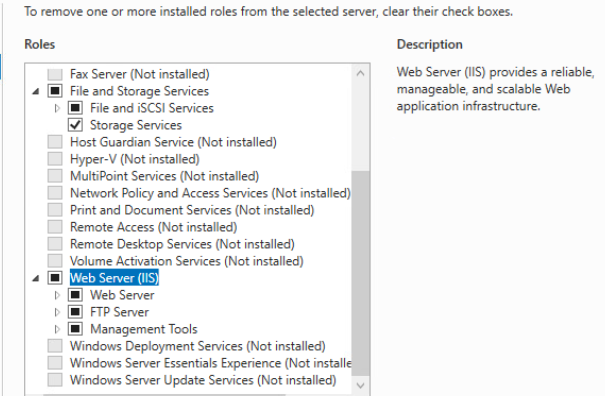 To remove one or more installed roles from the selected server, clear their check boxes.
Roles
Fax Server (Not installed)
File and Storage Services
File and iSCSI Services
Storage Services
Host Guardian Service (Not installed)
Hyper-V (Not installed)
MultiPoint Services (Not installed)
Network Policy and Access Services (Not installed)
Print and Document Services (Not installed)
Remote Access (Not installed)
Remote Desktop Services (Not installed)
Volume Activation Services (Not installed)
Web Server (IIS)
Web Server
FTP Server
Management Tools
Windows Deployment Services (Not installed)
Windows Server Essentials Experience (Not installe
Windows Server Update Services (Not installed)
Description
Web Server (IIS) provides a reliable,
manageable, and scalable Web
application infrastructure.